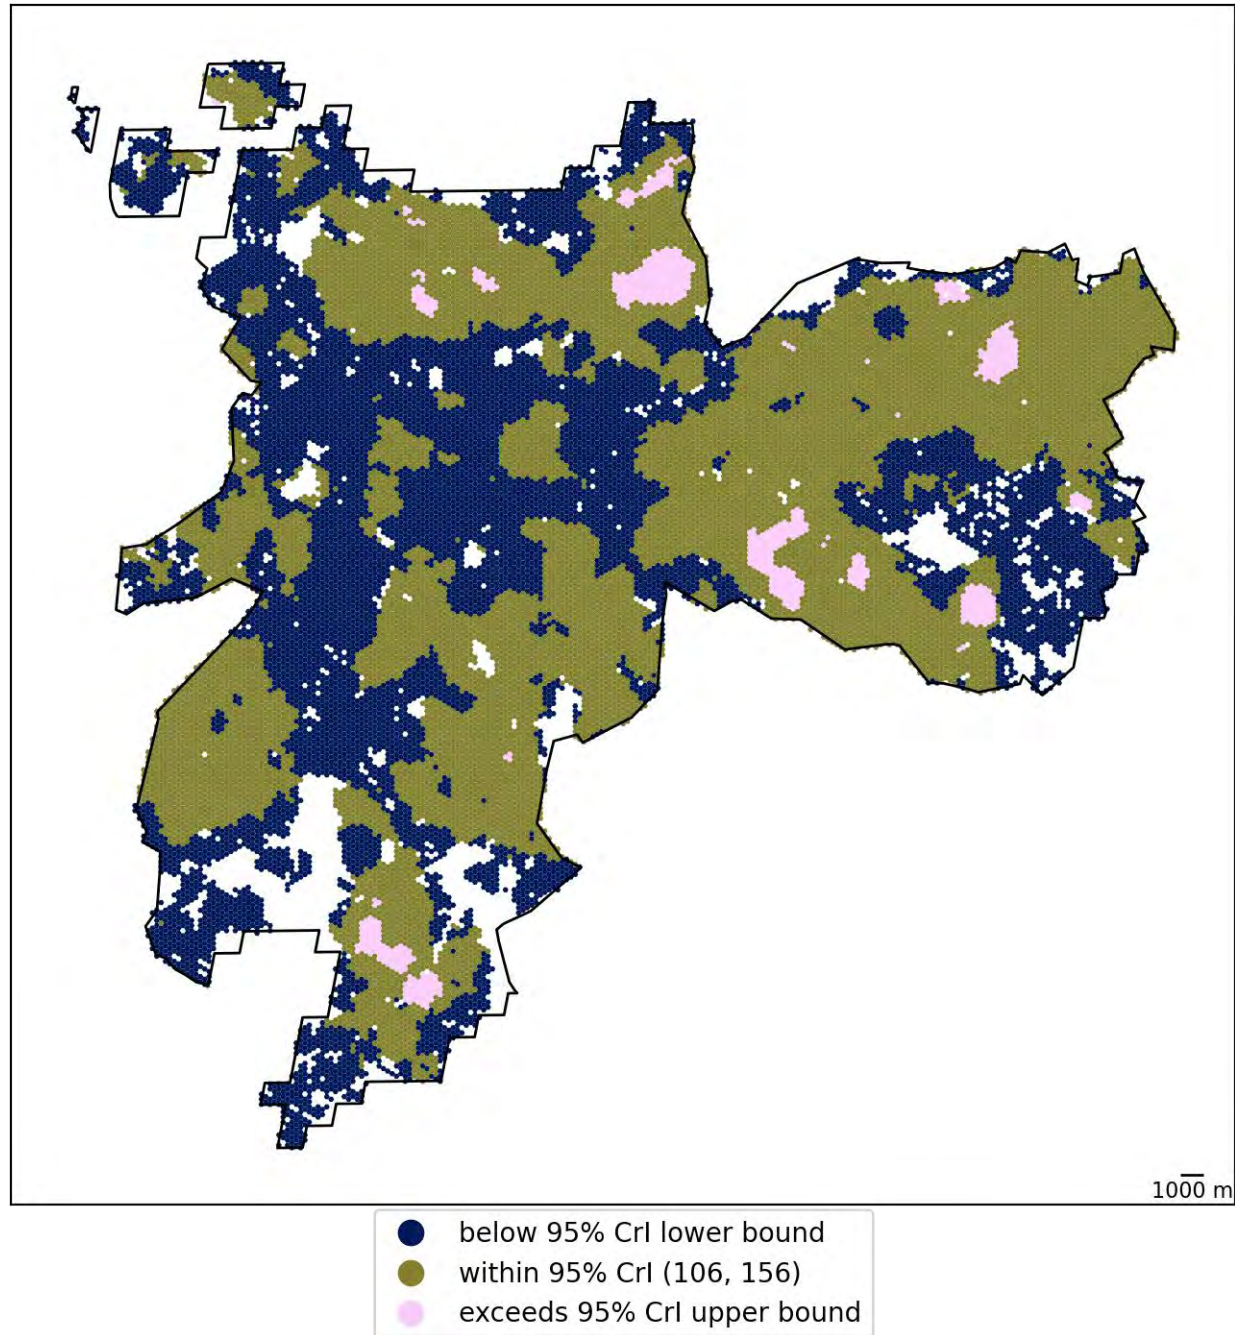 1000 m
below 95% CrI lower bound
within 95% CrI (106, 156)
exceeds 95% CrI upper bound